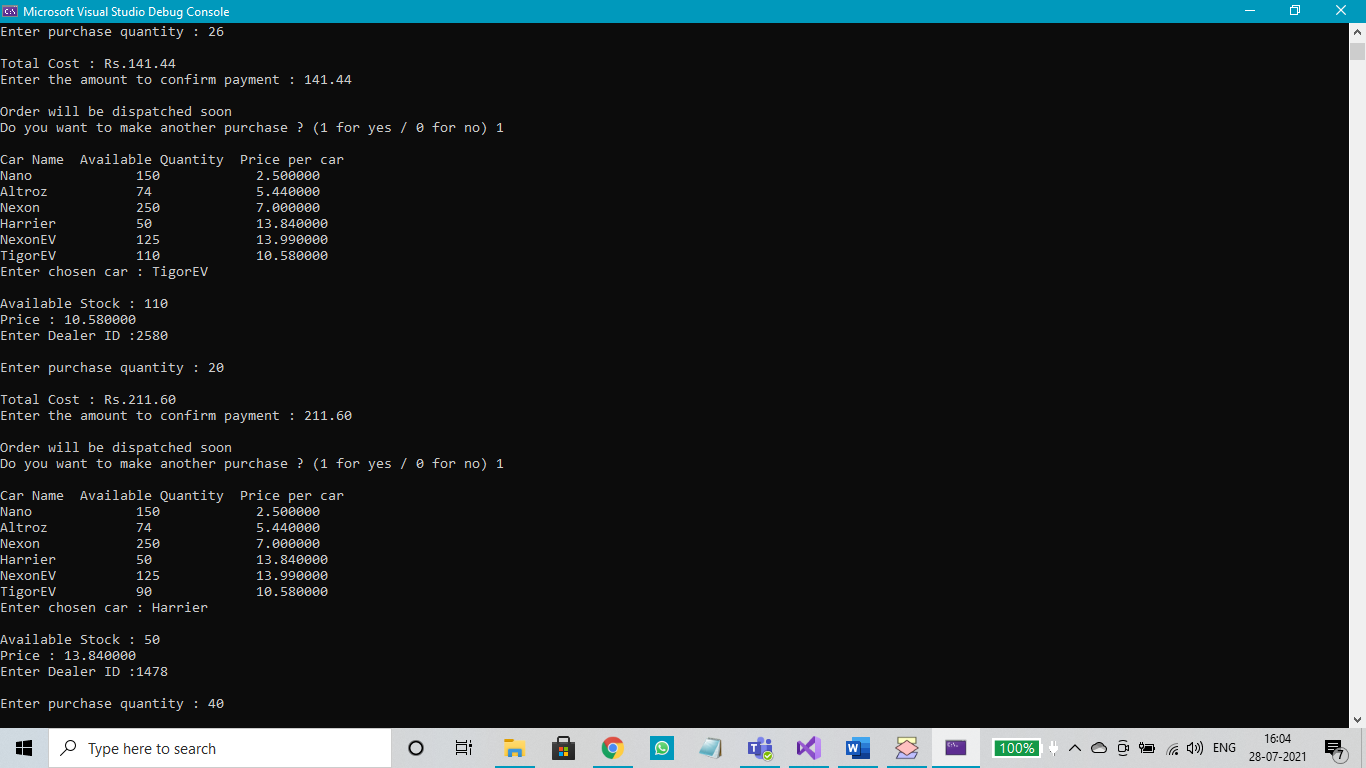 Microsoft Visual Studio Debug Console
Enter purchase quantity : 26
Total Cost : Rs.141.44
Enter the amount to confirm payment : 141.44
Order will be dispatched soon
Do you want to make another purchase ? (1 for yes / 0 for no) 1
Car Name  Available Quantity  Price per car
Nano             150            2.500000
Altroz           74             5.440000
Nexon            250            7.000000
Harrier          50             13.840000
NexonEV          125            13.990000
TigorEV          110            10.580000
Enter chosen car : TigorEV
Available Stock : 110
Price : 10.580000
Enter Dealer ID :2580
Enter purchase quantity : 20
Total Cost : Rs.211.60
Enter the amount to confirm payment : 211.60
Order will be dispatched soon
Do you want to make another purchase ? (1 for yes / 0 for no) 1
Car Name  Available Quantity  Price per car
Nano             150            2.500000
Altroz           74             5.440000
Nexon            250            7.000000
Harrier          50             13.840000
NexonEV          125            13.990000
TigorEV          90             10.580000
Enter chosen car : Harrier
Available Stock : 50
Price : 13.840000
Enter Dealer ID :1478
Enter purchase quantity : 40
Type here to search
100%
ENG
16:04
28-07-2021
7